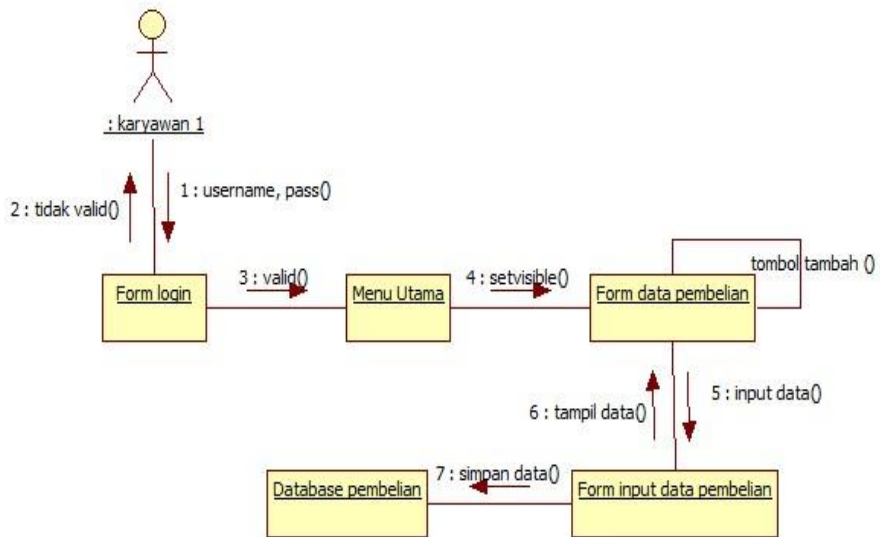 : karyawan 1
1 : username, pass()
2 : tidak valid()
Form login
3 : valid()
Menu Utama
4 : setvisible()
Form data pembelian
tombol tambah ()
5 : input data()
6 : tampil data()
Form input data pembelian
7 : simpan data()
Database pembelian